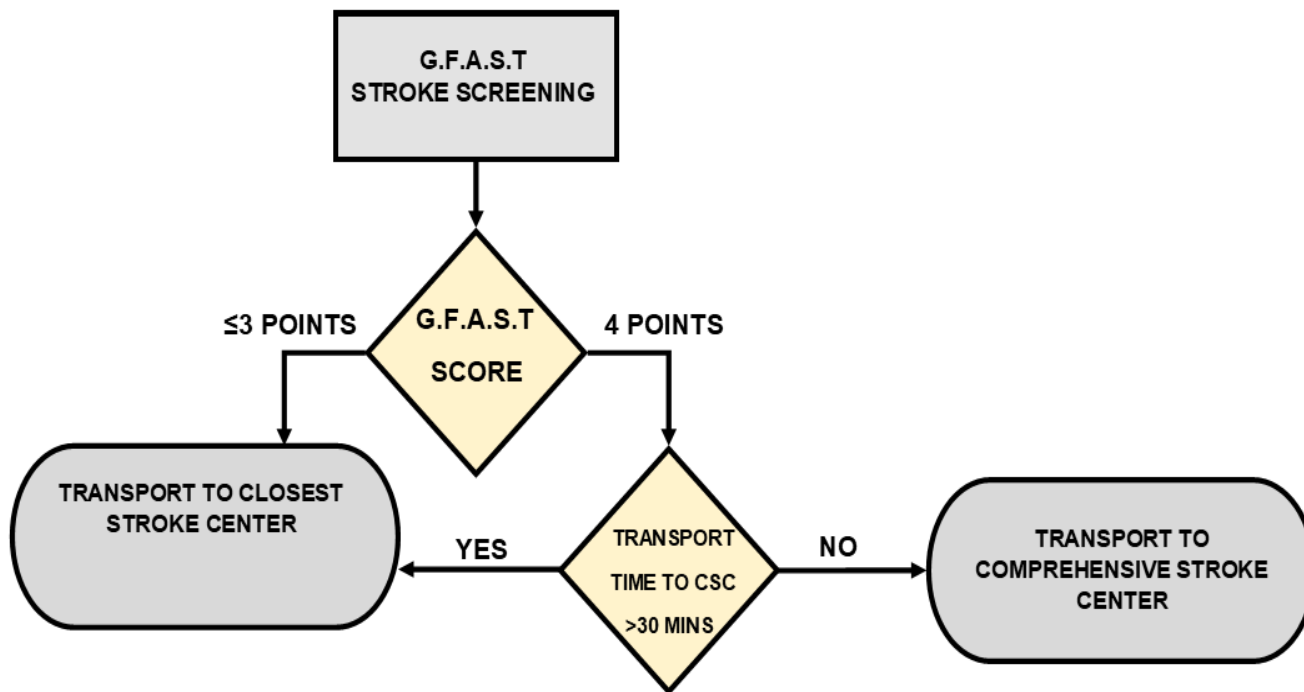 G.F.A.S.T
STROKE SCREENING
≤3 POINTS
G.F.A.S.T
SCORE
4 POINTS
TRANSPORT TO CLOSEST
STROKE CENTER
YES
TRANSPORT
TIME TO CSC
>30 MINS
NO
TRANSPORT TO
COMPREHENSIVE STROKE
CENTER